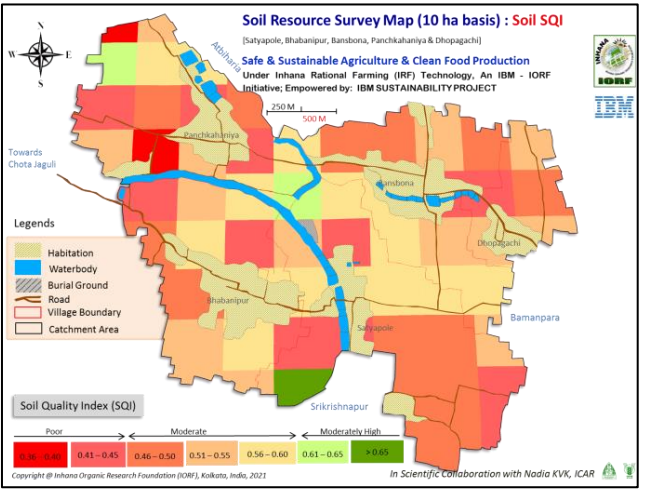 Soil Resource Survey Map (10 ha basis) : Soil SQI
[Satyapole, Bhabanipur, Bansbona, Panchkahaniya & Dhopagachi]
Safe & Sustainable Agriculture & Clean Food Production
Under Inhana Rational Farming (IRF) Technology, An IBM - IORF
Initiative; Empowered by: IBM SUSTAINABILITY PROJECT
INHANA
IORF
IBM
N
W
E
S
250 M
500 M
Atbiharia
Panchkahaniya
Towards
Chota Jaguli
Bansbona
Dhopagachi
Bhabanipur
Satyapole
Bamanpara
Srikrishnapur
Legends
Habitation
Waterbody
Burial Ground
Road
Village Boundary
Catchment Area
Soil Quality Index (SQI)
Poor
Moderate
Moderately High
0.36 – 0.40
0.41 – 0.45
0.46 – 0.50
0.51 – 0.55
0.56 – 0.60
0.61 – 0.65
> 0.65
Copyright @ Inhana Organic Research Foundation (IORF), Kolkata, India, 2021
In Scientific Collaboration with Nadia KVK, ICAR